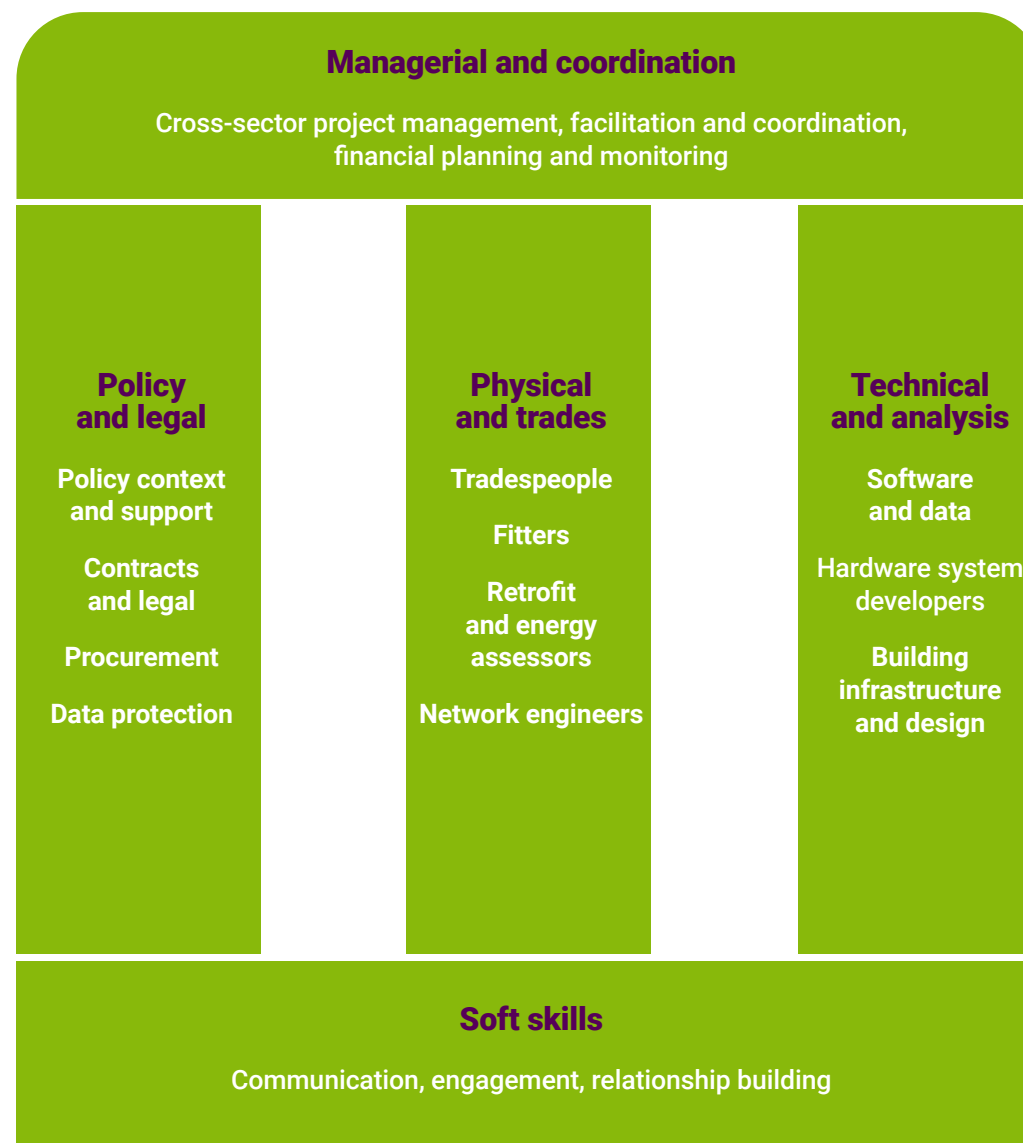 Managerial and coordination
Cross-sector project management, facilitation and coordination,
financial planning and monitoring
Policy
and legal
Policy context
and support
Contracts
and legal
Procurement
Data protection
Physical
and trades
Tradespeople
Fitters
Retrofit
and energy
assessors
Network engineers
Technical
and analysis
Software
and data
Hardware system
developers
Building
infrastructure
and design
Soft skills
Communication, engagement, relationship building